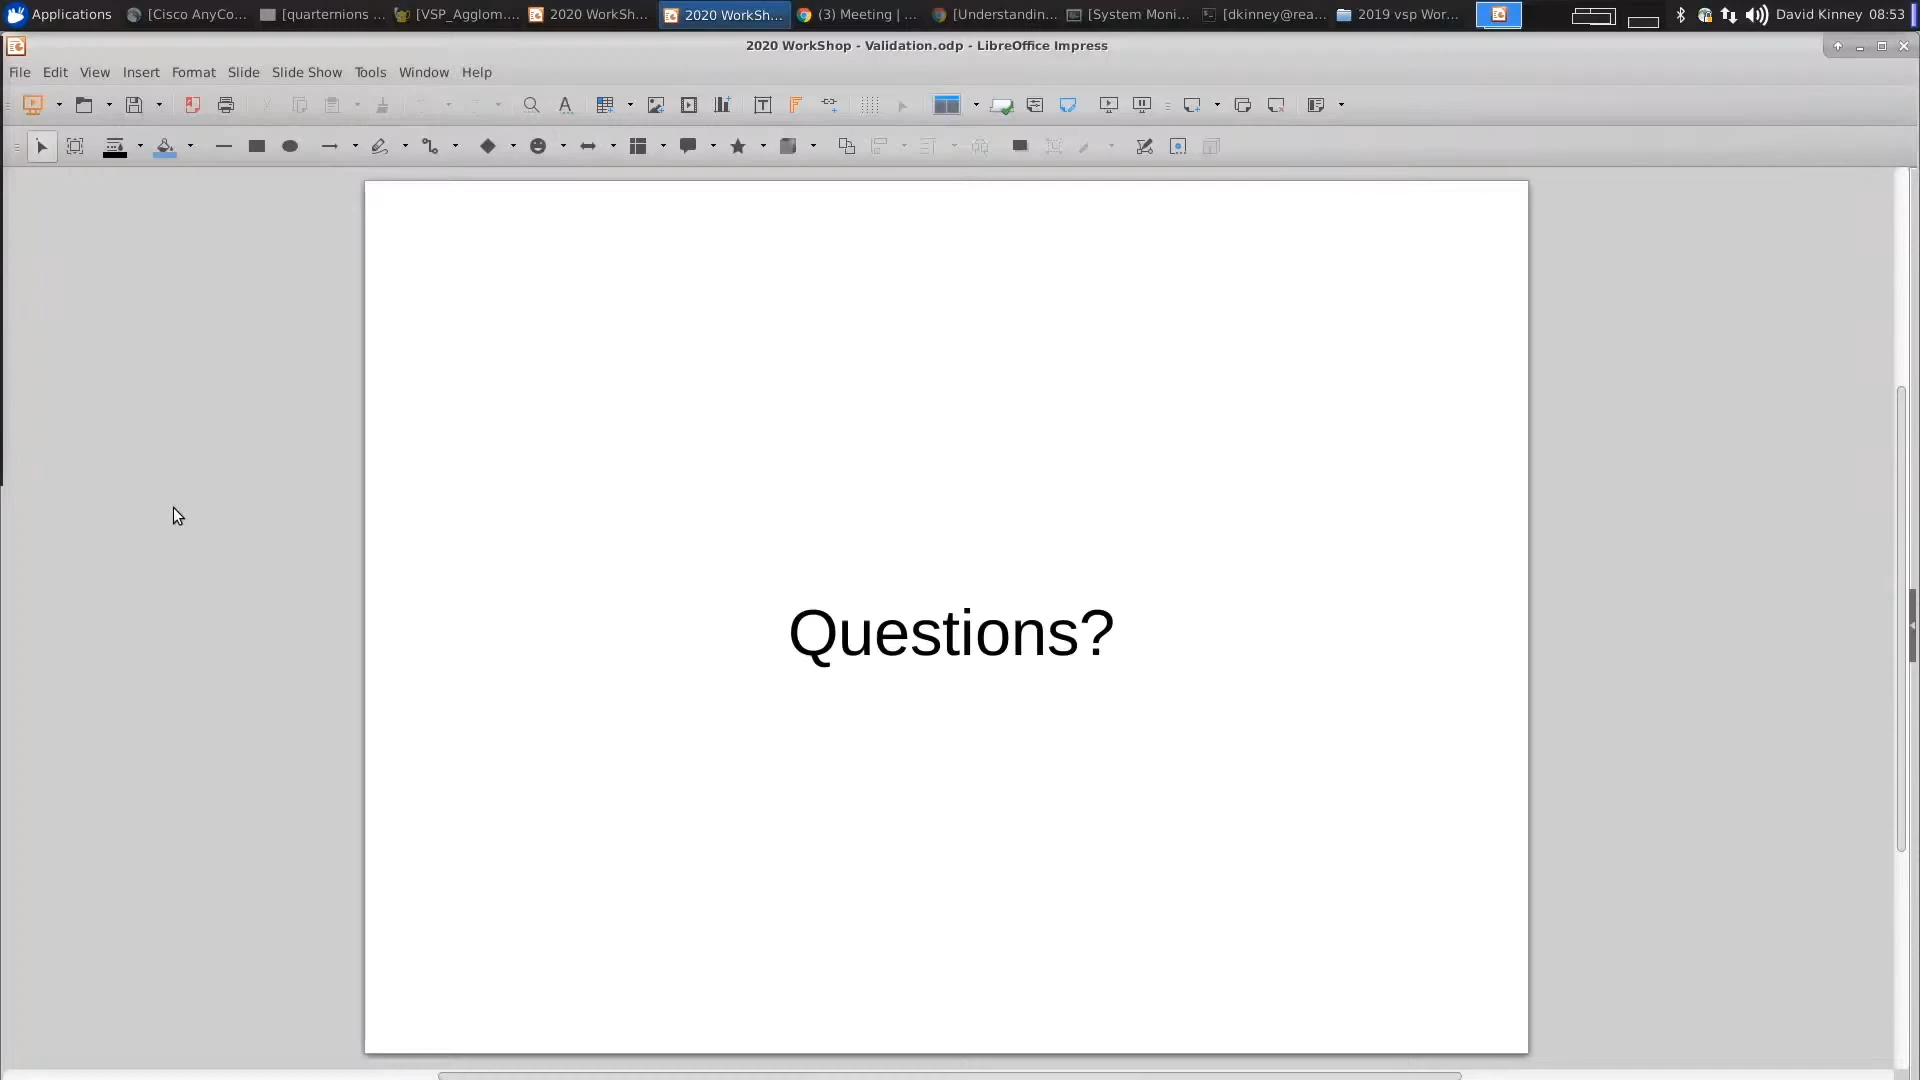 Applications [Cisco AnyCo... [quarternions ... [VSP_Agglom.... 2020 WorkSh... 2020 WorkSh... (3) Meeting | ... [Understandin... [System Moni... [dkinney@rea... 2019 vsp Wor... David Kinney 08:53
2020 WorkShop - Validation.odp - LibreOffice Impress
File Edit View Insert Format Slide Slide Show Tools Window Help
Questions?